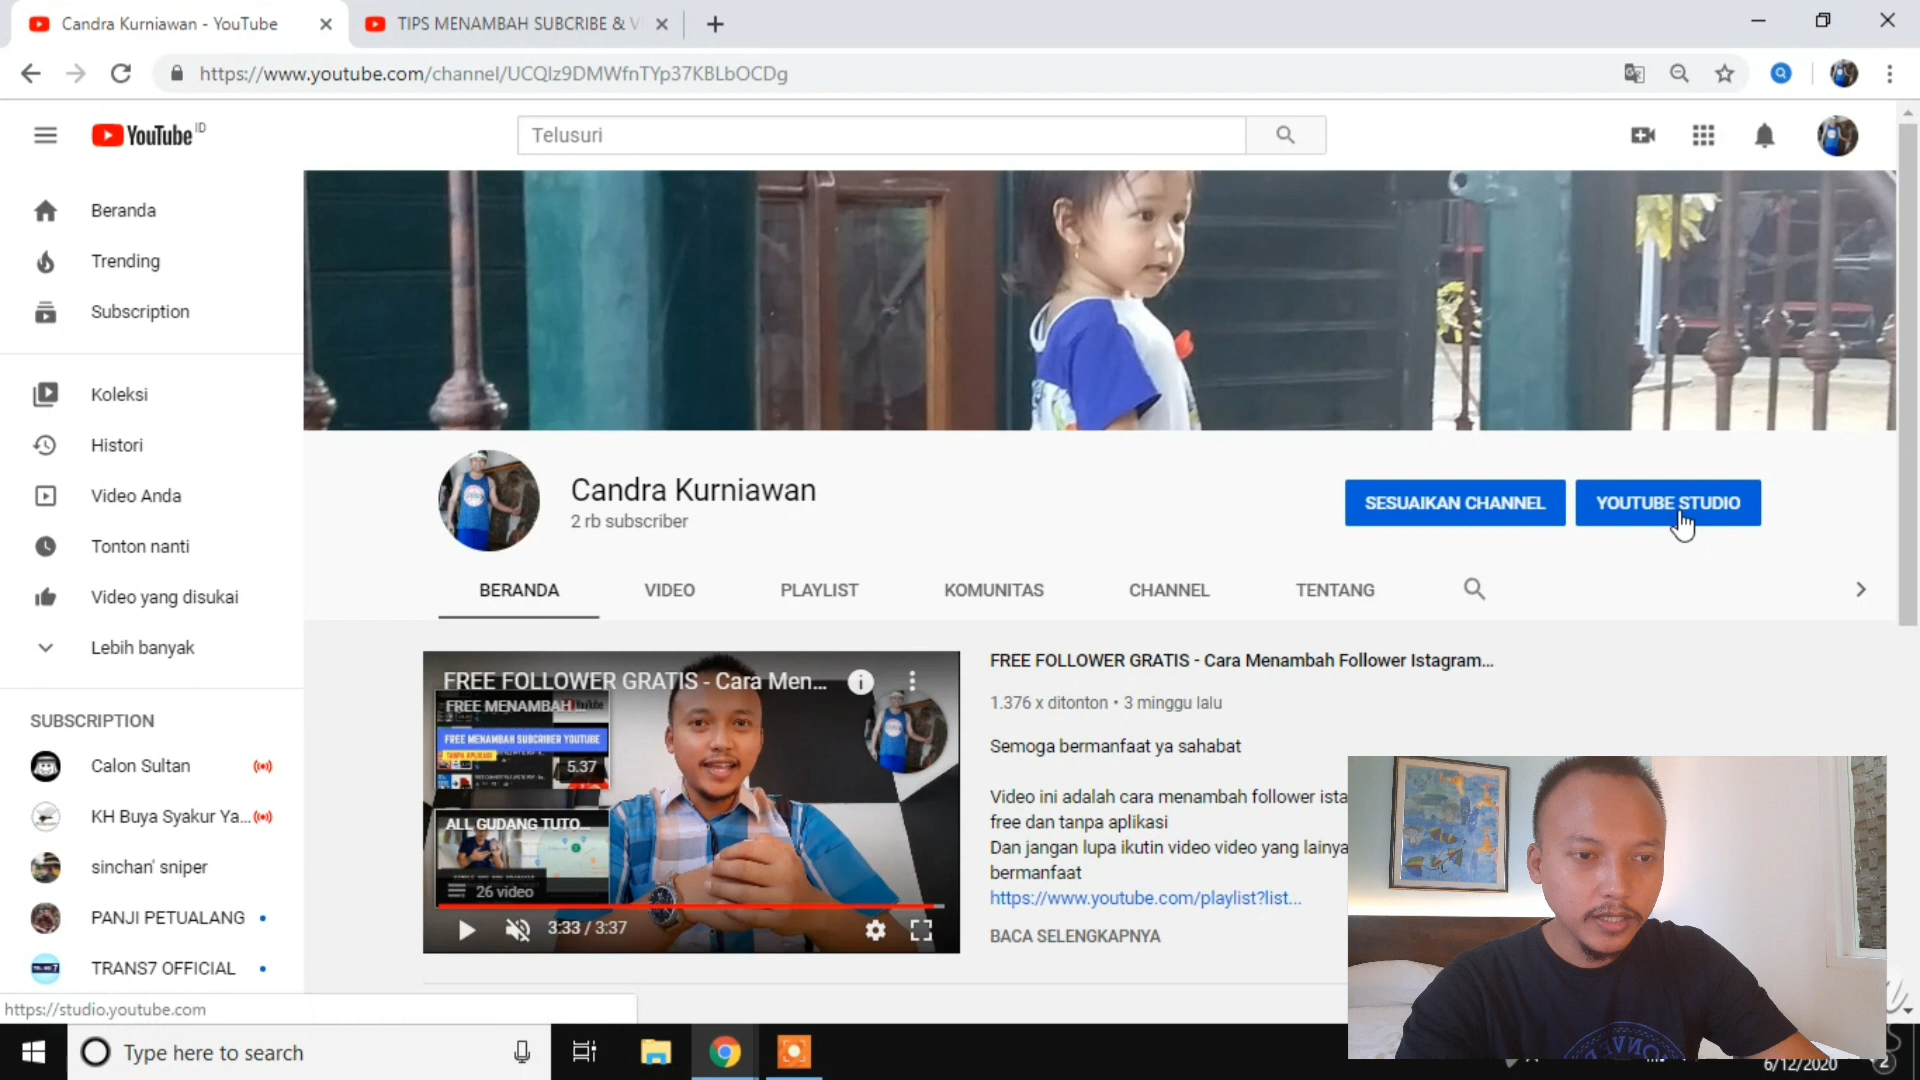 Candra Kurniawan - YouTube
TIPS MENAMBAH SUBCRIBE & V
https://www.youtube.com/channel/UCQlz9DMWfnTYp37KBLbOCDg
YouTube ID
Telusuri
Beranda
Trending
Subscription
Koleksi
Histori
Video Anda
Tonton nanti
Video yang disukai
Lebih banyak
SUBSCRIPTION
Calon Sultan
KH Buya Syakur Ya...
sinchan' sniper
PANJI PETUALANG
TRANS7 OFFICIAL
Candra Kurniawan
2 rb subscriber
SESUAIKAN CHANNEL
YOUTUBE STUDIO
BERANDA
VIDEO
PLAYLIST
KOMUNITAS
CHANNEL
TENTANG
FREE FOLLOWER GRATIS - Cara Men...
FREE MENAMBAH ...
FREE MENAMBAH SUBCRIBER YOUTUBE
TANPA APLIKASI
5.37
ALL GUDANG TUTO...
26 video
3:33 / 3:37
FREE FOLLOWER GRATIS - Cara Menambah Follower Istagram...
1.376 x ditonton • 3 minggu lalu
Semoga bermanfaat ya sahabat
Video ini adalah cara menambah follower ista
free dan tanpa aplikasi
Dan jangan lupa ikutin video video yang lainya
bermanfaat
https://www.youtube.com/playlist?list...
BACA SELENGKAPNYA
https://studio.youtube.com
Type here to search
6/12/2020
2